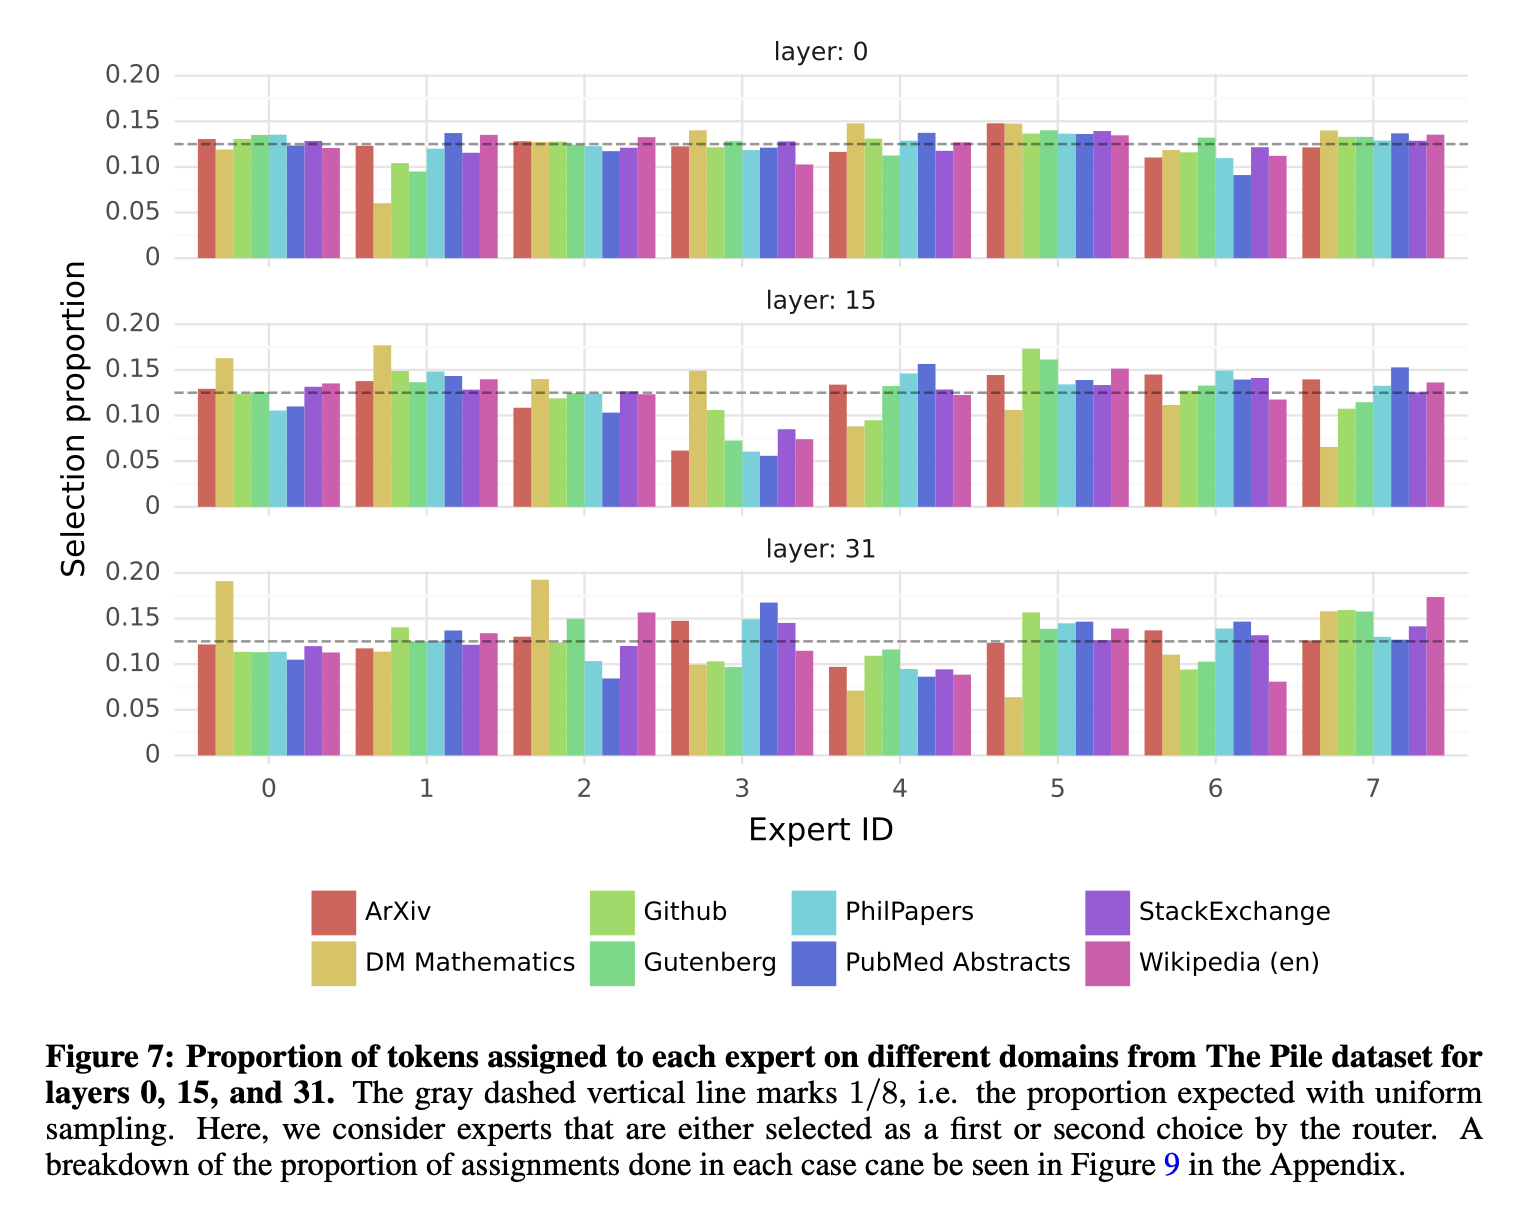 layer: 0
0.20
0.15
0.10
0.05
0
layer: 15
0.20
0.15
0.10
0.05
0
layer: 31
0.20
0.15
0.10
0.05
0
Selection proportion
0 1 2 3 4 5 6 7
Expert ID
ArXiv Github PhilPapers StackExchange
DM Mathematics Gutenberg PubMed Abstracts Wikipedia (en)
Figure 7: Proportion of tokens assigned to each expert on different domains from The Pile dataset for
layers 0, 15, and 31. The gray dashed vertical line marks 1/8, i.e. the proportion expected with uniform
sampling. Here, we consider experts that are either selected as a first or second choice by the router. A
breakdown of the proportion of assignments done in each case cane be seen in Figure 9 in the Appendix.